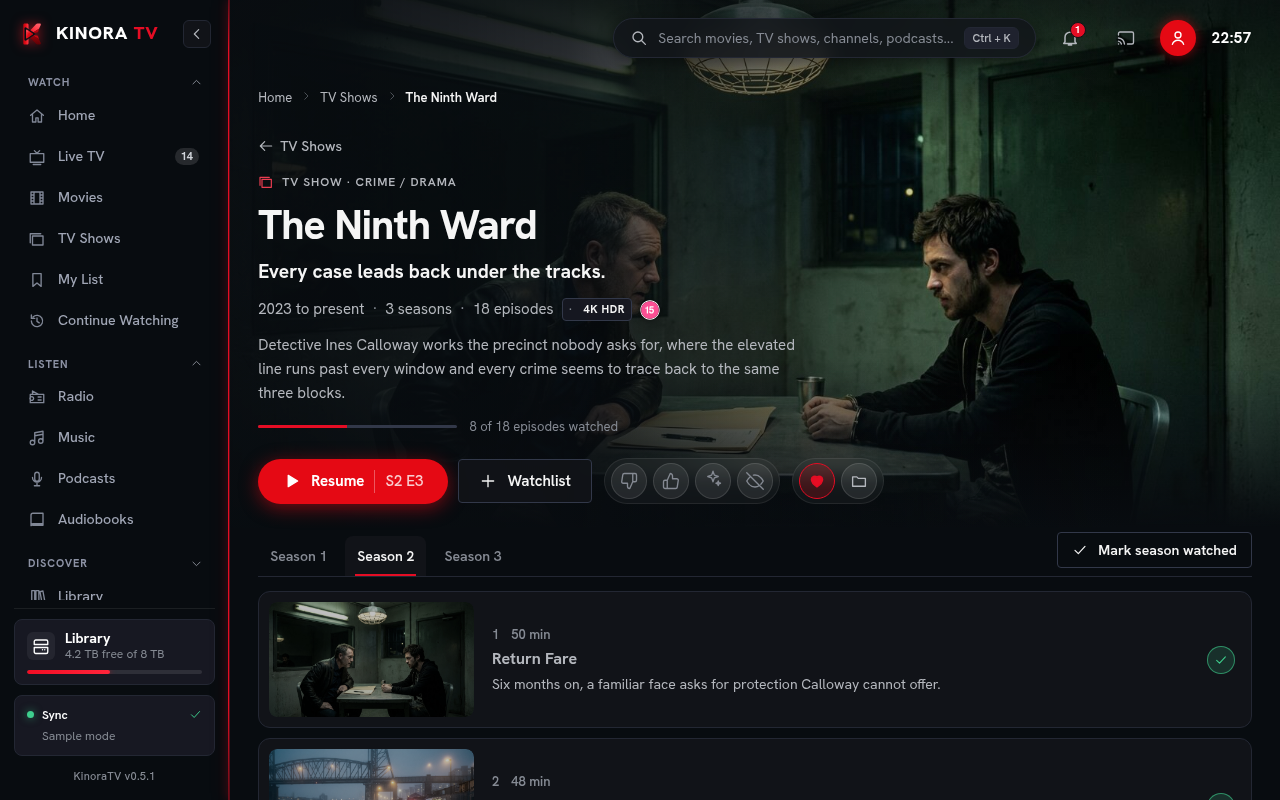 KINORA TV
WATCH
Home
Live TV
14
Movies
TV Shows
My List
Continue Watching
LISTEN
Radio
Music
Podcasts
Audiobooks
DISCOVER
Library
Library
4.2 TB free of 8 TB
Sync
Sample mode
KinoraTV v0.5.1
Search movies, TV shows, channels, podcasts...
Ctrl + K
1
22:57
Home
TV Shows
The Ninth Ward
TV Shows
TV SHOW · CRIME / DRAMA
The Ninth Ward
Every case leads back under the tracks.
2023 to present · 3 seasons · 18 episodes · 4K HDR 15
Detective Ines Calloway works the precinct nobody asks for, where the elevated
line runs past every window and every crime seems to trace back to the same
three blocks.
8 of 18 episodes watched
Resume S2 E3
Watchlist
Season 1
Season 2
Season 3
Mark season watched
1 50 min
Return Fare
Six months on, a familiar face asks for protection Calloway cannot offer.
2 48 min